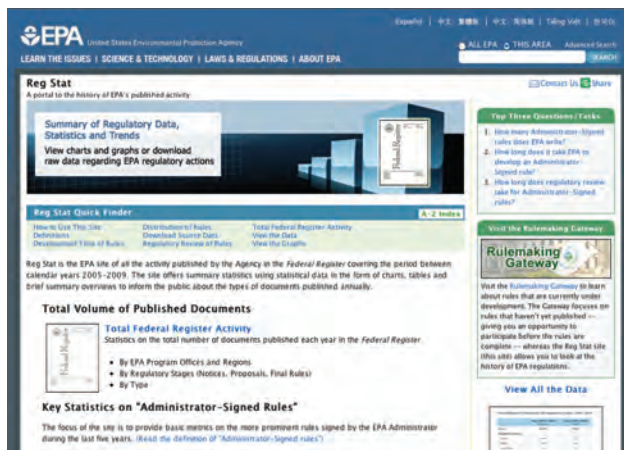 Español | 中文: 繁體版 | 中文: 简体版 | Tiếng Việt | 한국어
EPA United States Environmental Protection Agency
ALL EPA THIS AREA Advanced Search
SEARCH
LEARN THE ISSUES | SCIENCE & TECHNOLOGY | LAWS & REGULATIONS | ABOUT EPA
Reg Stat
A portal to the history of EPA's published activity
Contact Us Share
Summary of Regulatory Data,
Statistics and Trends
View charts and graphs or download
raw data regarding EPA regulatory actions
Federal Register
Reg Stat Quick Finder
A-Z Index
How to Use This Site Distributions of Rules Total Federal Register Activity
Definitions Download Source Data View the Data
Development Time of Rules Regulatory Review of Rules View the Graphs
Reg Stat is the EPA site of all the activity published by the Agency in the Federal Register covering the period between
calendar years 2005-2009. The site offers summary statistics using statistical data in the form of charts, tables and
brief summary overviews to inform the public about the types of documents published annually.
Total Volume of Published Documents
Federal Register
Total Federal Register Activity
Statistics on the total number of documents published each year in the Federal Register
• By EPA Program Offices and Regions
• By Regulatory Stages (Notices, Proposals, Final Rules)
• By Type
Key Statistics on "Administrator-Signed Rules"
The focus of the site is to provide basic metrics on the more prominent rules signed by the EPA Administrator
during the last five years. (Read the definition of "Administrator-Signed rules")
Top Three Questions/Tasks
1. How many Administrator-Signed
rules does EPA write?
2. How long does it take EPA to
develop an Administrator-
Signed rule?
3. How long does regulatory review
take for Administrator-Signed
rules?
Visit the Rulemaking Gateway
Rulemaking
Gateway
Visit the Rulemaking Gateway to learn
about rules that are currently under
development. The Gateway focuses on
rules that haven't yet published --
giving you an opportunity to
participate before the rules are
complete -- whereas the Reg Stat site
(this site) allows you to look at the
history of EPA regulations.
View All the Data